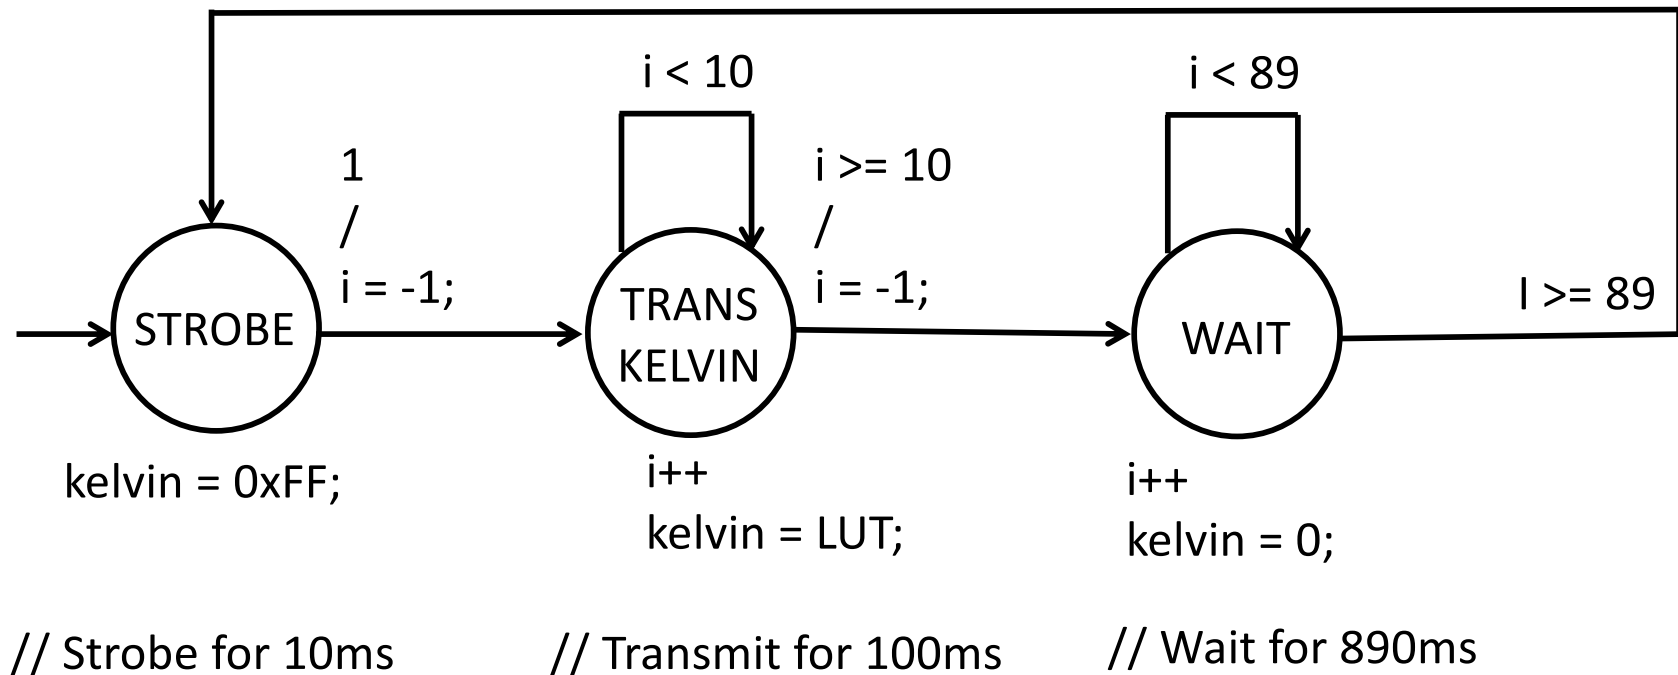 i < 10
i < 89
1
/
i = -1;
i >= 10
/
i = -1;
I >= 89
STROBE
TRANS
KELVIN
WAIT
kelvin = 0xFF;
i++
kelvin = LUT;
i++
kelvin = 0;
// Strobe for 10ms
// Transmit for 100ms
// Wait for 890ms